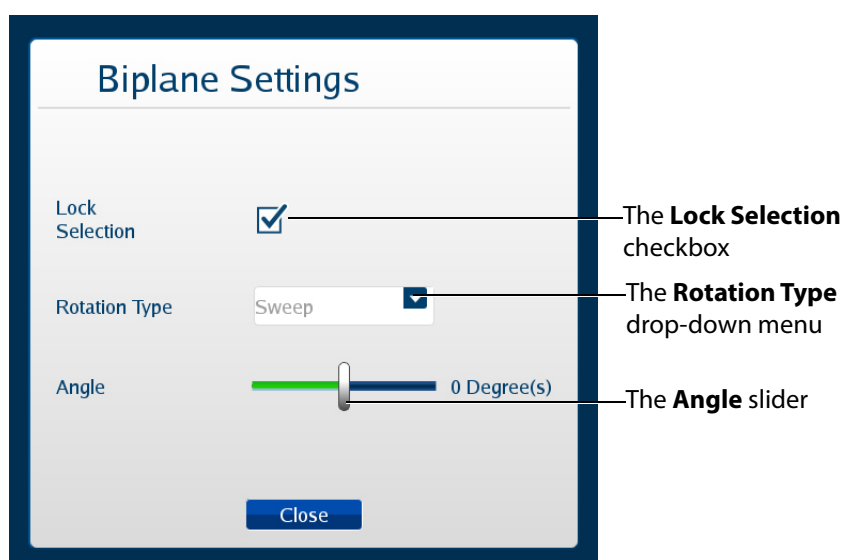 Biplane Settings
Lock
Selection
The Lock Selection
checkbox
Rotation Type
Sweep
The Rotation Type
drop-down menu
Angle
0 Degree(s)
The Angle slider
Close